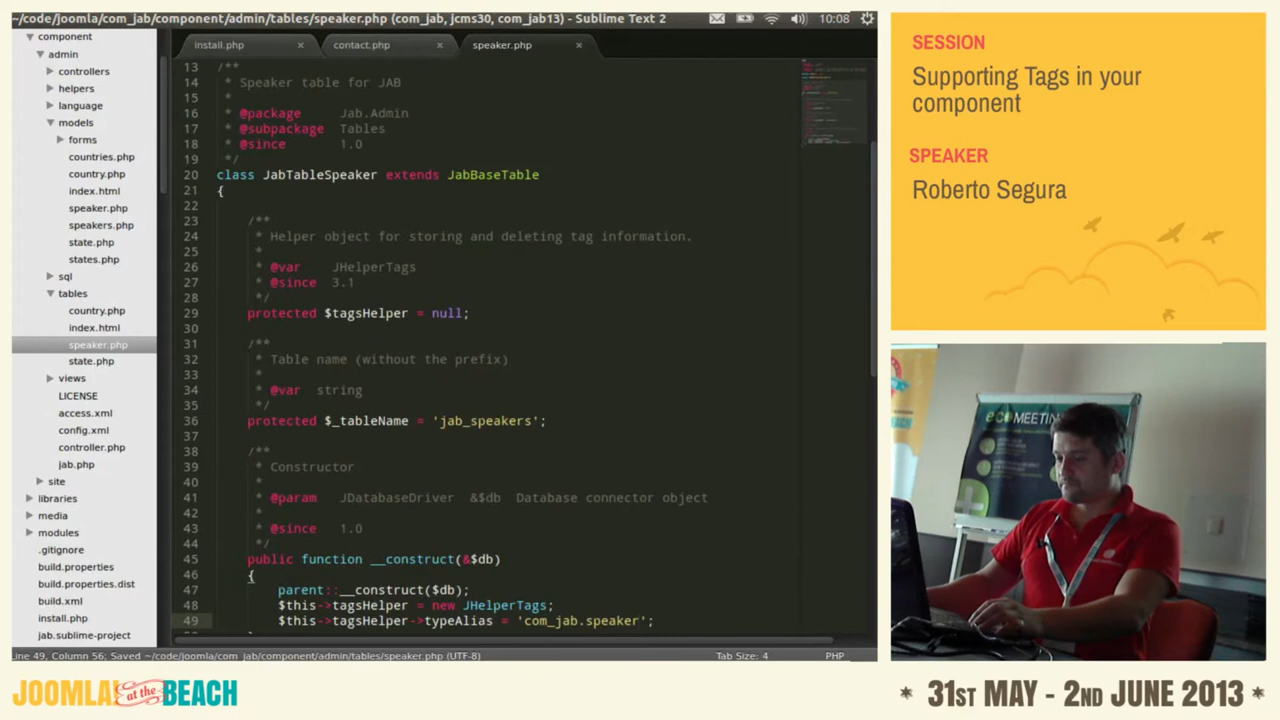 ~/code/joomla/com_jab/component/admin/tables/speaker.php (com_jab, jcms30, com_jab13) - Sublime Text 2
10:08
component
admin
controllers
helpers
language
models
forms
countries.php
country.php
index.html
speaker.php
speakers.php
state.php
states.php
sql
tables
country.php
index.html
speaker.php
state.php
views
LICENSE
access.xml
config.xml
controller.php
jab.php
site
libraries
media
modules
.gitignore
build.properties
build.properties.dist
build.xml
install.php
jab.sublime-project
install.php ×
contact.php ×
speaker.php ×
13 /**
14 * Speaker table for JAB
15 *
16 * @package Jab.Admin
17 * @subpackage Tables
18 * @since 1.0
19 */
20 class JabTableSpeaker extends JabBaseTable
21 {
22
23 /**
24 * Helper object for storing and deleting tag information.
25 *
26 * @var JHelperTags
27 * @since 3.1
28 */
29 protected $tagsHelper = null;
30
31 /**
32 * Table name (without the prefix)
33 *
34 * @var string
35 */
36 protected $_tableName = 'jab_speakers';
37
38 /**
39 * Constructor
40 *
41 * @param JDatabaseDriver &$db Database connector object
42 *
43 * @since 1.0
44 */
45 public function __construct(&$db)
46 {
47 parent::__construct($db);
48 $this->tagsHelper = new JHelperTags;
49 $this->tagsHelper->typeAlias = 'com_jab.speaker';
Line 49, Column 56; Saved ~/code/joomla/com_jab/component/admin/tables/speaker.php (UTF-8)
Tab Size: 4
PHP
SESSION
Supporting Tags in your
component
SPEAKER
Roberto Segura
ecoMEETIN
JOOMLA! at the BEACH
* 31ST MAY - 2ND JUNE 2013 *